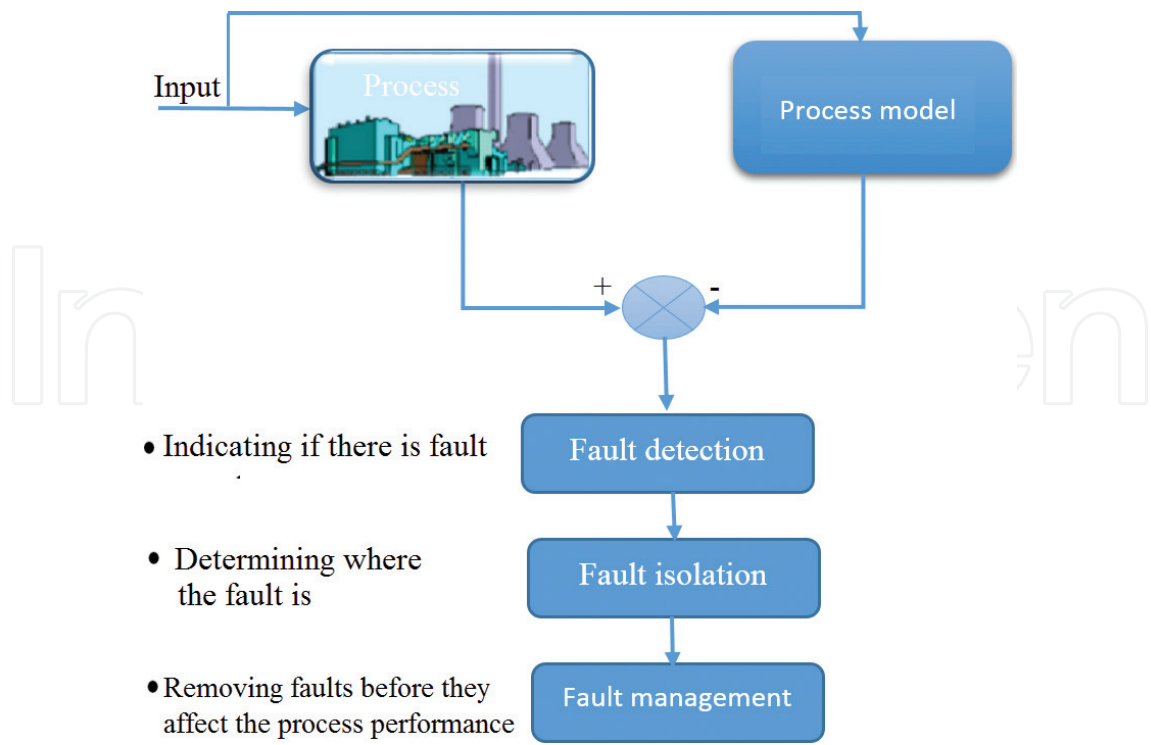 Input
Process
Process model
+
-
• Indicating if there is fault
Fault detection
• Determining where
the fault is
Fault isolation
• Removing faults before they
affect the process performance
Fault management